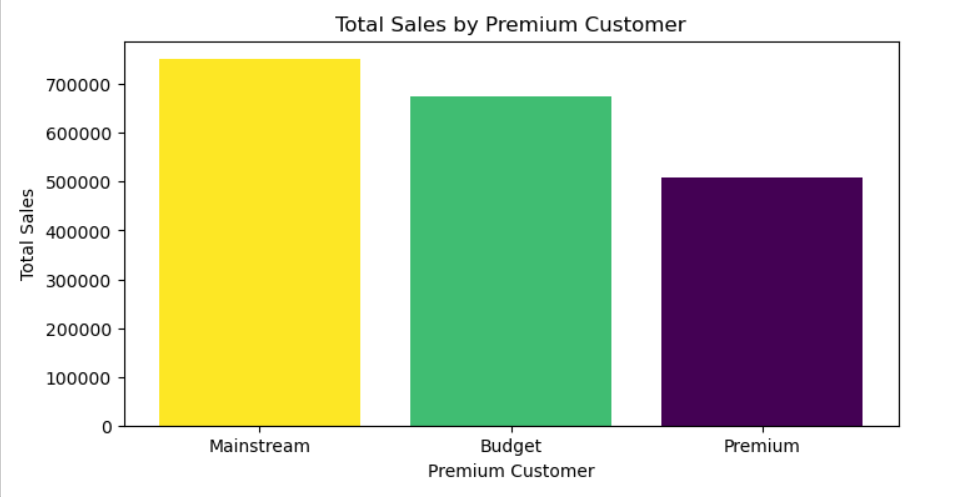 Total Sales by Premium Customer
Total Sales
700000
600000
500000
400000
300000
200000
100000
0
Mainstream Budget Premium
Premium Customer